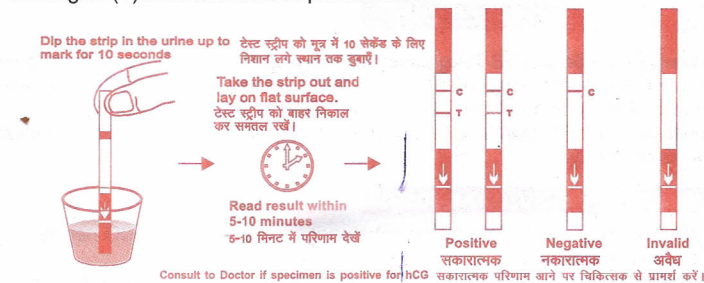 Dip the strip in the urine up to
mark for 10 seconds
टेस्ट स्ट्रीप को मूत्र में 10 सेकेंड के लिए
निशान लगे स्थान तक डुबाएँ।
Take the strip out and
lay on flat surface.
टेस्ट स्ट्रीप को बाहर निकाल
कर समतल रखें।
Read result within
5-10 minutes
5-10 मिनट में परिणाम देखें
C
T
C
T
C
Positive
सकारात्मक
Negative
नकारात्मक
Invalid
अवैध
Consult to Doctor if specimen is positive for hCG सकारात्मक परिणाम आने पर चिकित्सक से प्रामर्श करें।